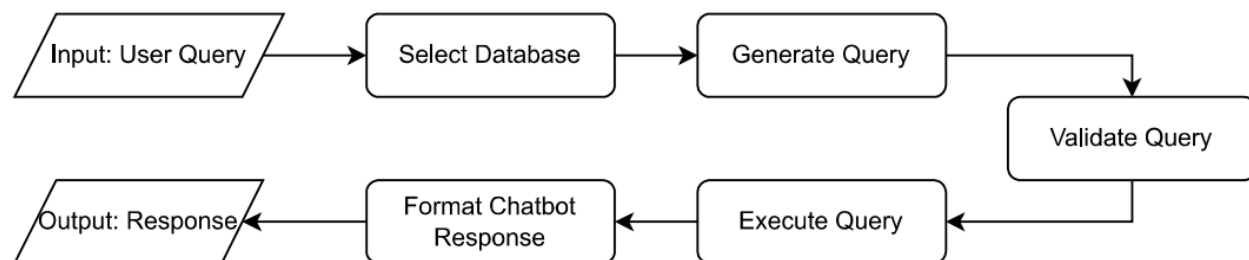 Input: User Query
Select Database
Generate Query
Validate Query
Execute Query
Format Chatbot
Response
Output: Response